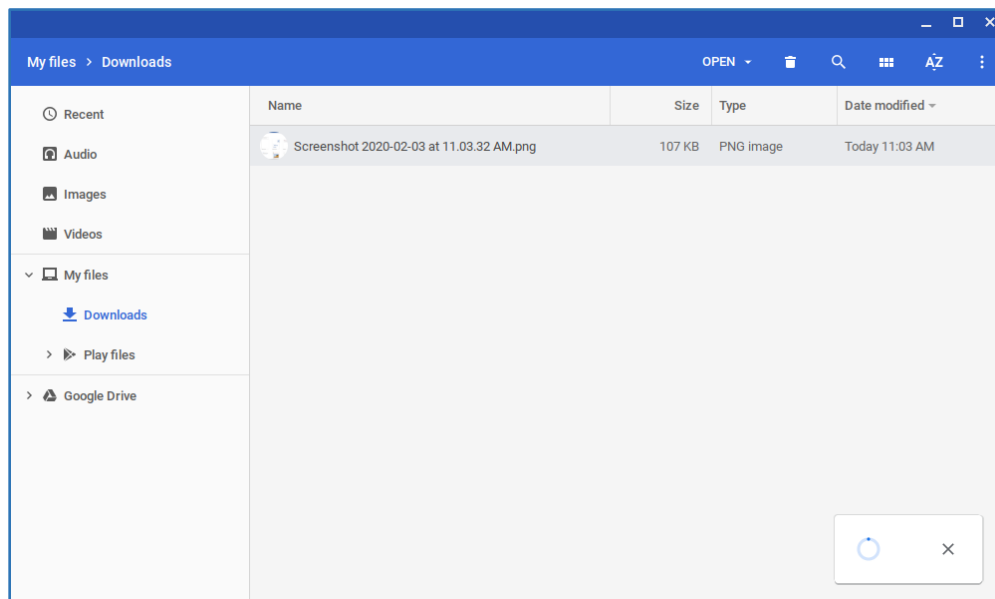 My files > Downloads
OPEN
AZ
Recent
Audio
Images
Videos
My files
Downloads
Play files
Google Drive
Name Size Type Date modified
Screenshot 2020-02-03 at 11.03.32 AM.png 107 KB PNG image Today 11:03 AM